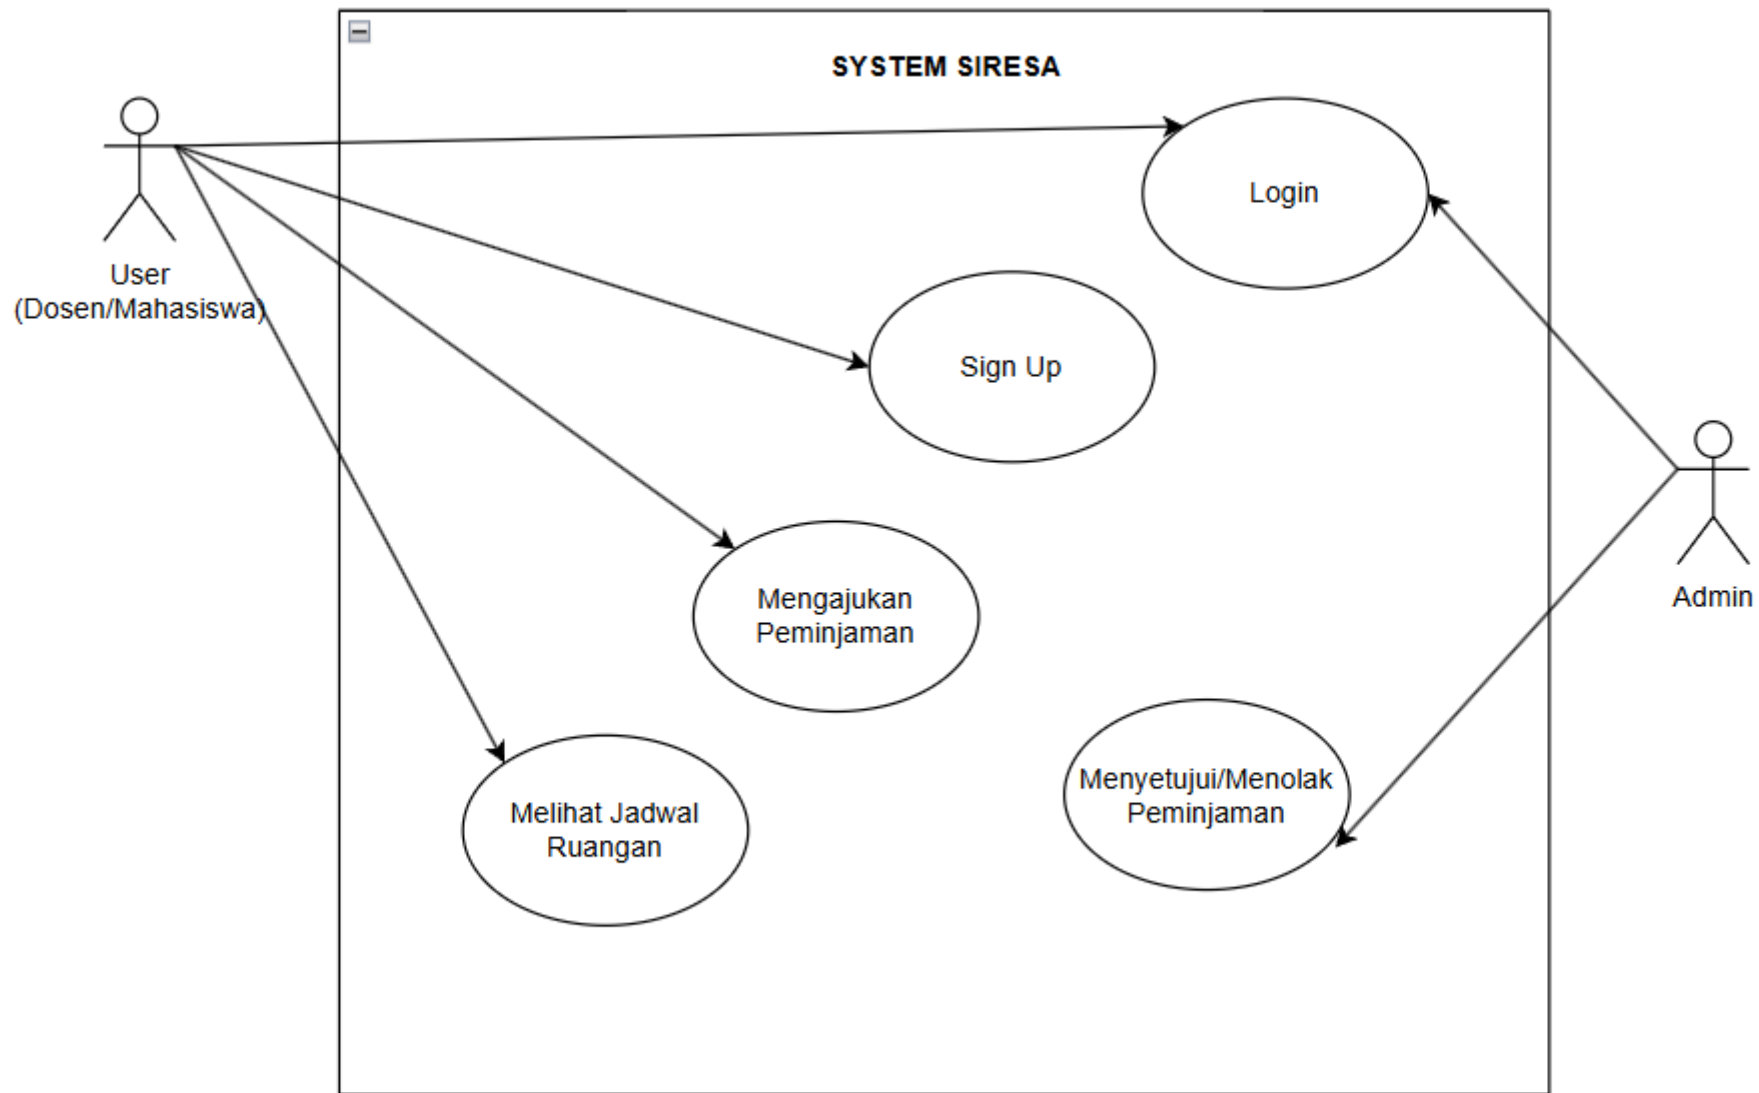 SYSTEM SIRESA
Login
User
(Dosen/Mahasiswa)
Sign Up
Mengajukan
Peminjaman
Admin
Melihat Jadwal
Ruangan
Menyetujui/Menolak
Peminjaman